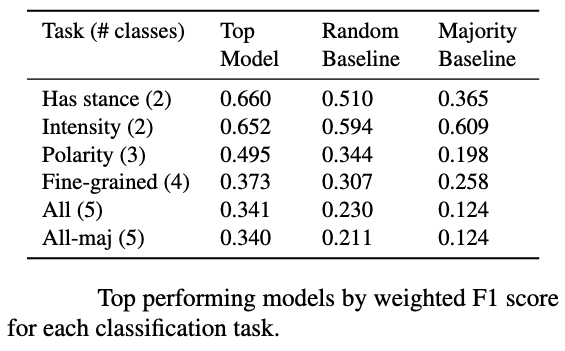 Task (# classes) Top Random Majority
Model Baseline Baseline
Has stance (2) 0.660 0.510 0.365
Intensity (2) 0.652 0.594 0.609
Polarity (3) 0.495 0.344 0.198
Fine-grained (4) 0.373 0.307 0.258
All (5) 0.341 0.230 0.124
All-maj (5) 0.340 0.211 0.124
Top performing models by weighted F1 score
for each classification task.